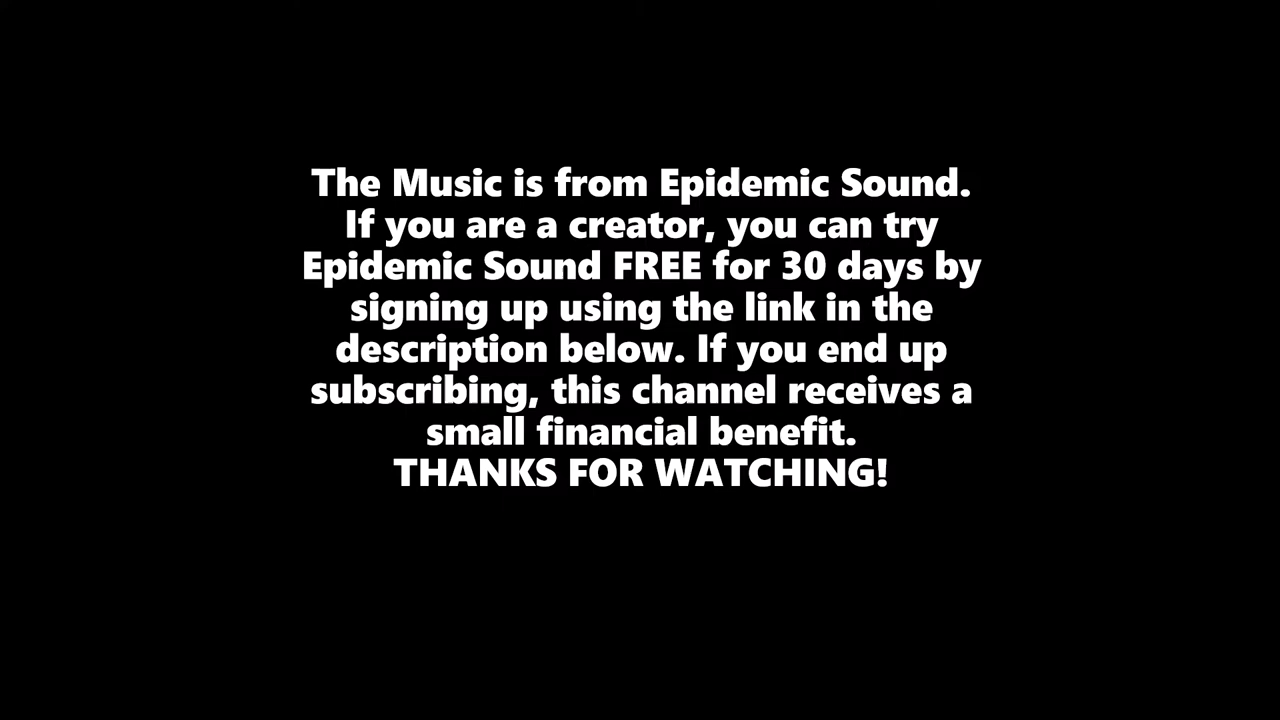 The Music is from Epidemic Sound.
If you are a creator, you can try
Epidemic Sound FREE for 30 days by
signing up using the link in the
description below. If you end up
subscribing, this channel receives a
small financial benefit.
THANKS FOR WATCHING!